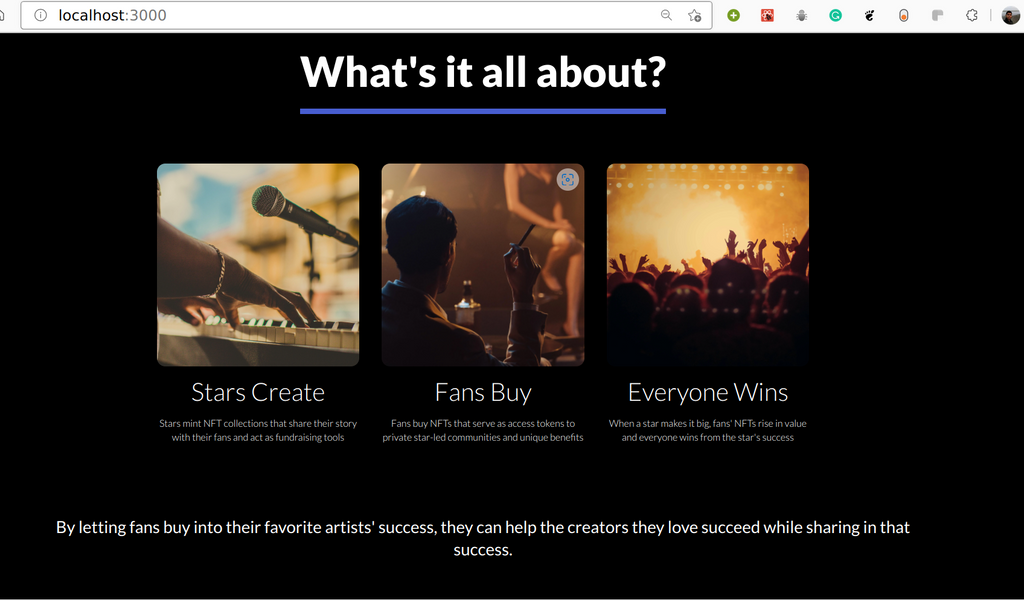 localhost:3000
What's it all about?
Stars Create
Stars mint NFT collections that share their story
with their fans and act as fundraising tools
Fans Buy
Fans buy NFTs that serve as access tokens to
private star-led communities and unique benefits
Everyone Wins
When a star makes it big, fans' NFTs rise in value
and everyone wins from the star's success
By letting fans buy into their favorite artists' success, they can help the creators they love succeed while sharing in that
success.